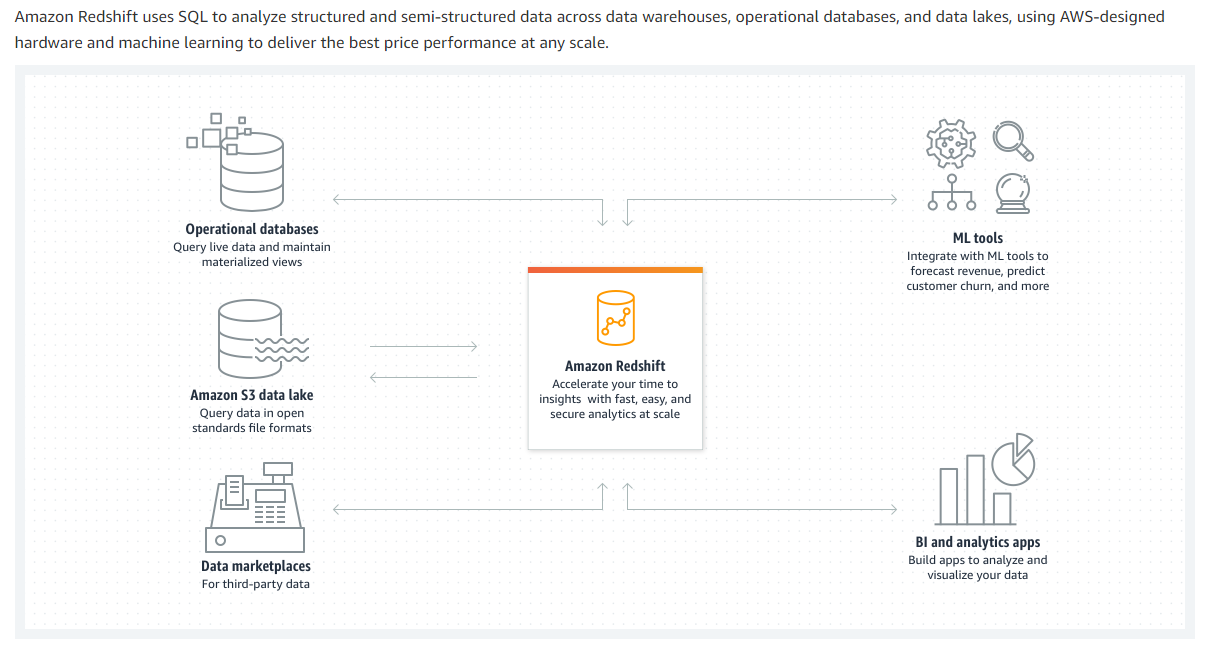 Amazon Redshift uses SQL to analyze structured and semi-structured data across data warehouses, operational databases, and data lakes, using AWS-designed
hardware and machine learning to deliver the best price performance at any scale.
Operational databases
Query live data and maintain
materialized views
Amazon S3 data lake
Query data in open
standards file formats
Data marketplaces
For third-party data
Amazon Redshift
Accelerate your time to
insights with fast, easy, and
secure analytics at scale
ML tools
Integrate with ML tools to
forecast revenue, predict
customer churn, and more
BI and analytics apps
Build apps to analyze and
visualize your data